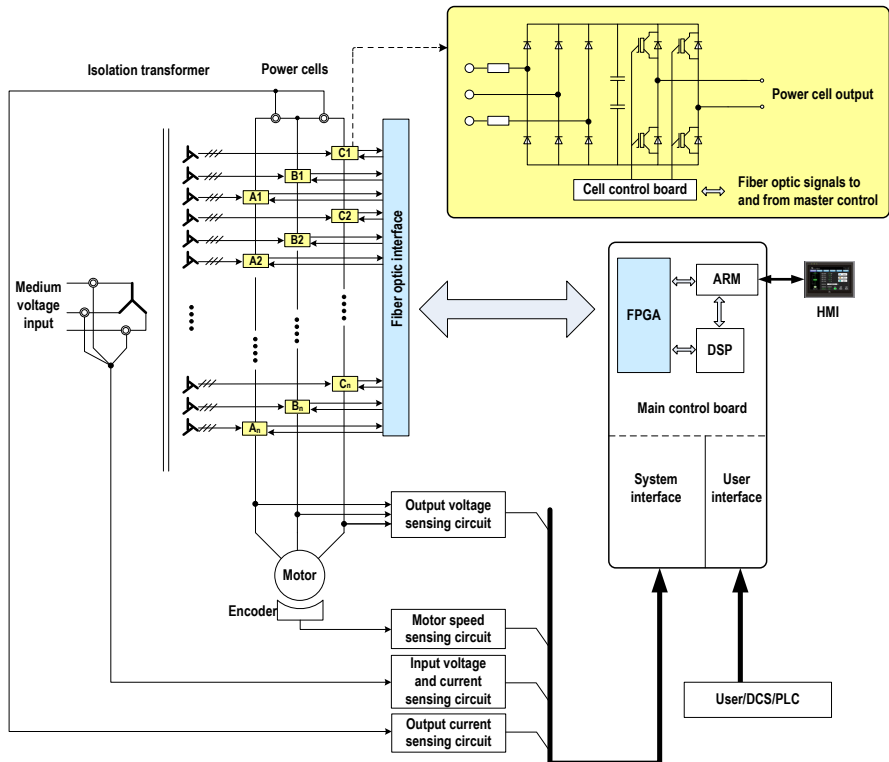 Isolation transformer
Power cells
Power cell output
Cell control board
Fiber optic signals to
and from master control
C1
B1
A1
C2
B2
A2
Cn
Bn
An
Fiber optic interface
Medium
voltage
input
FPGA
ARM
DSP
HMI
Main control board
System
interface
User
interface
Output voltage
sensing circuit
Motor
Encoder
Motor speed
sensing circuit
Input voltage
and current
sensing circuit
Output current
sensing circuit
User/DCS/PLC